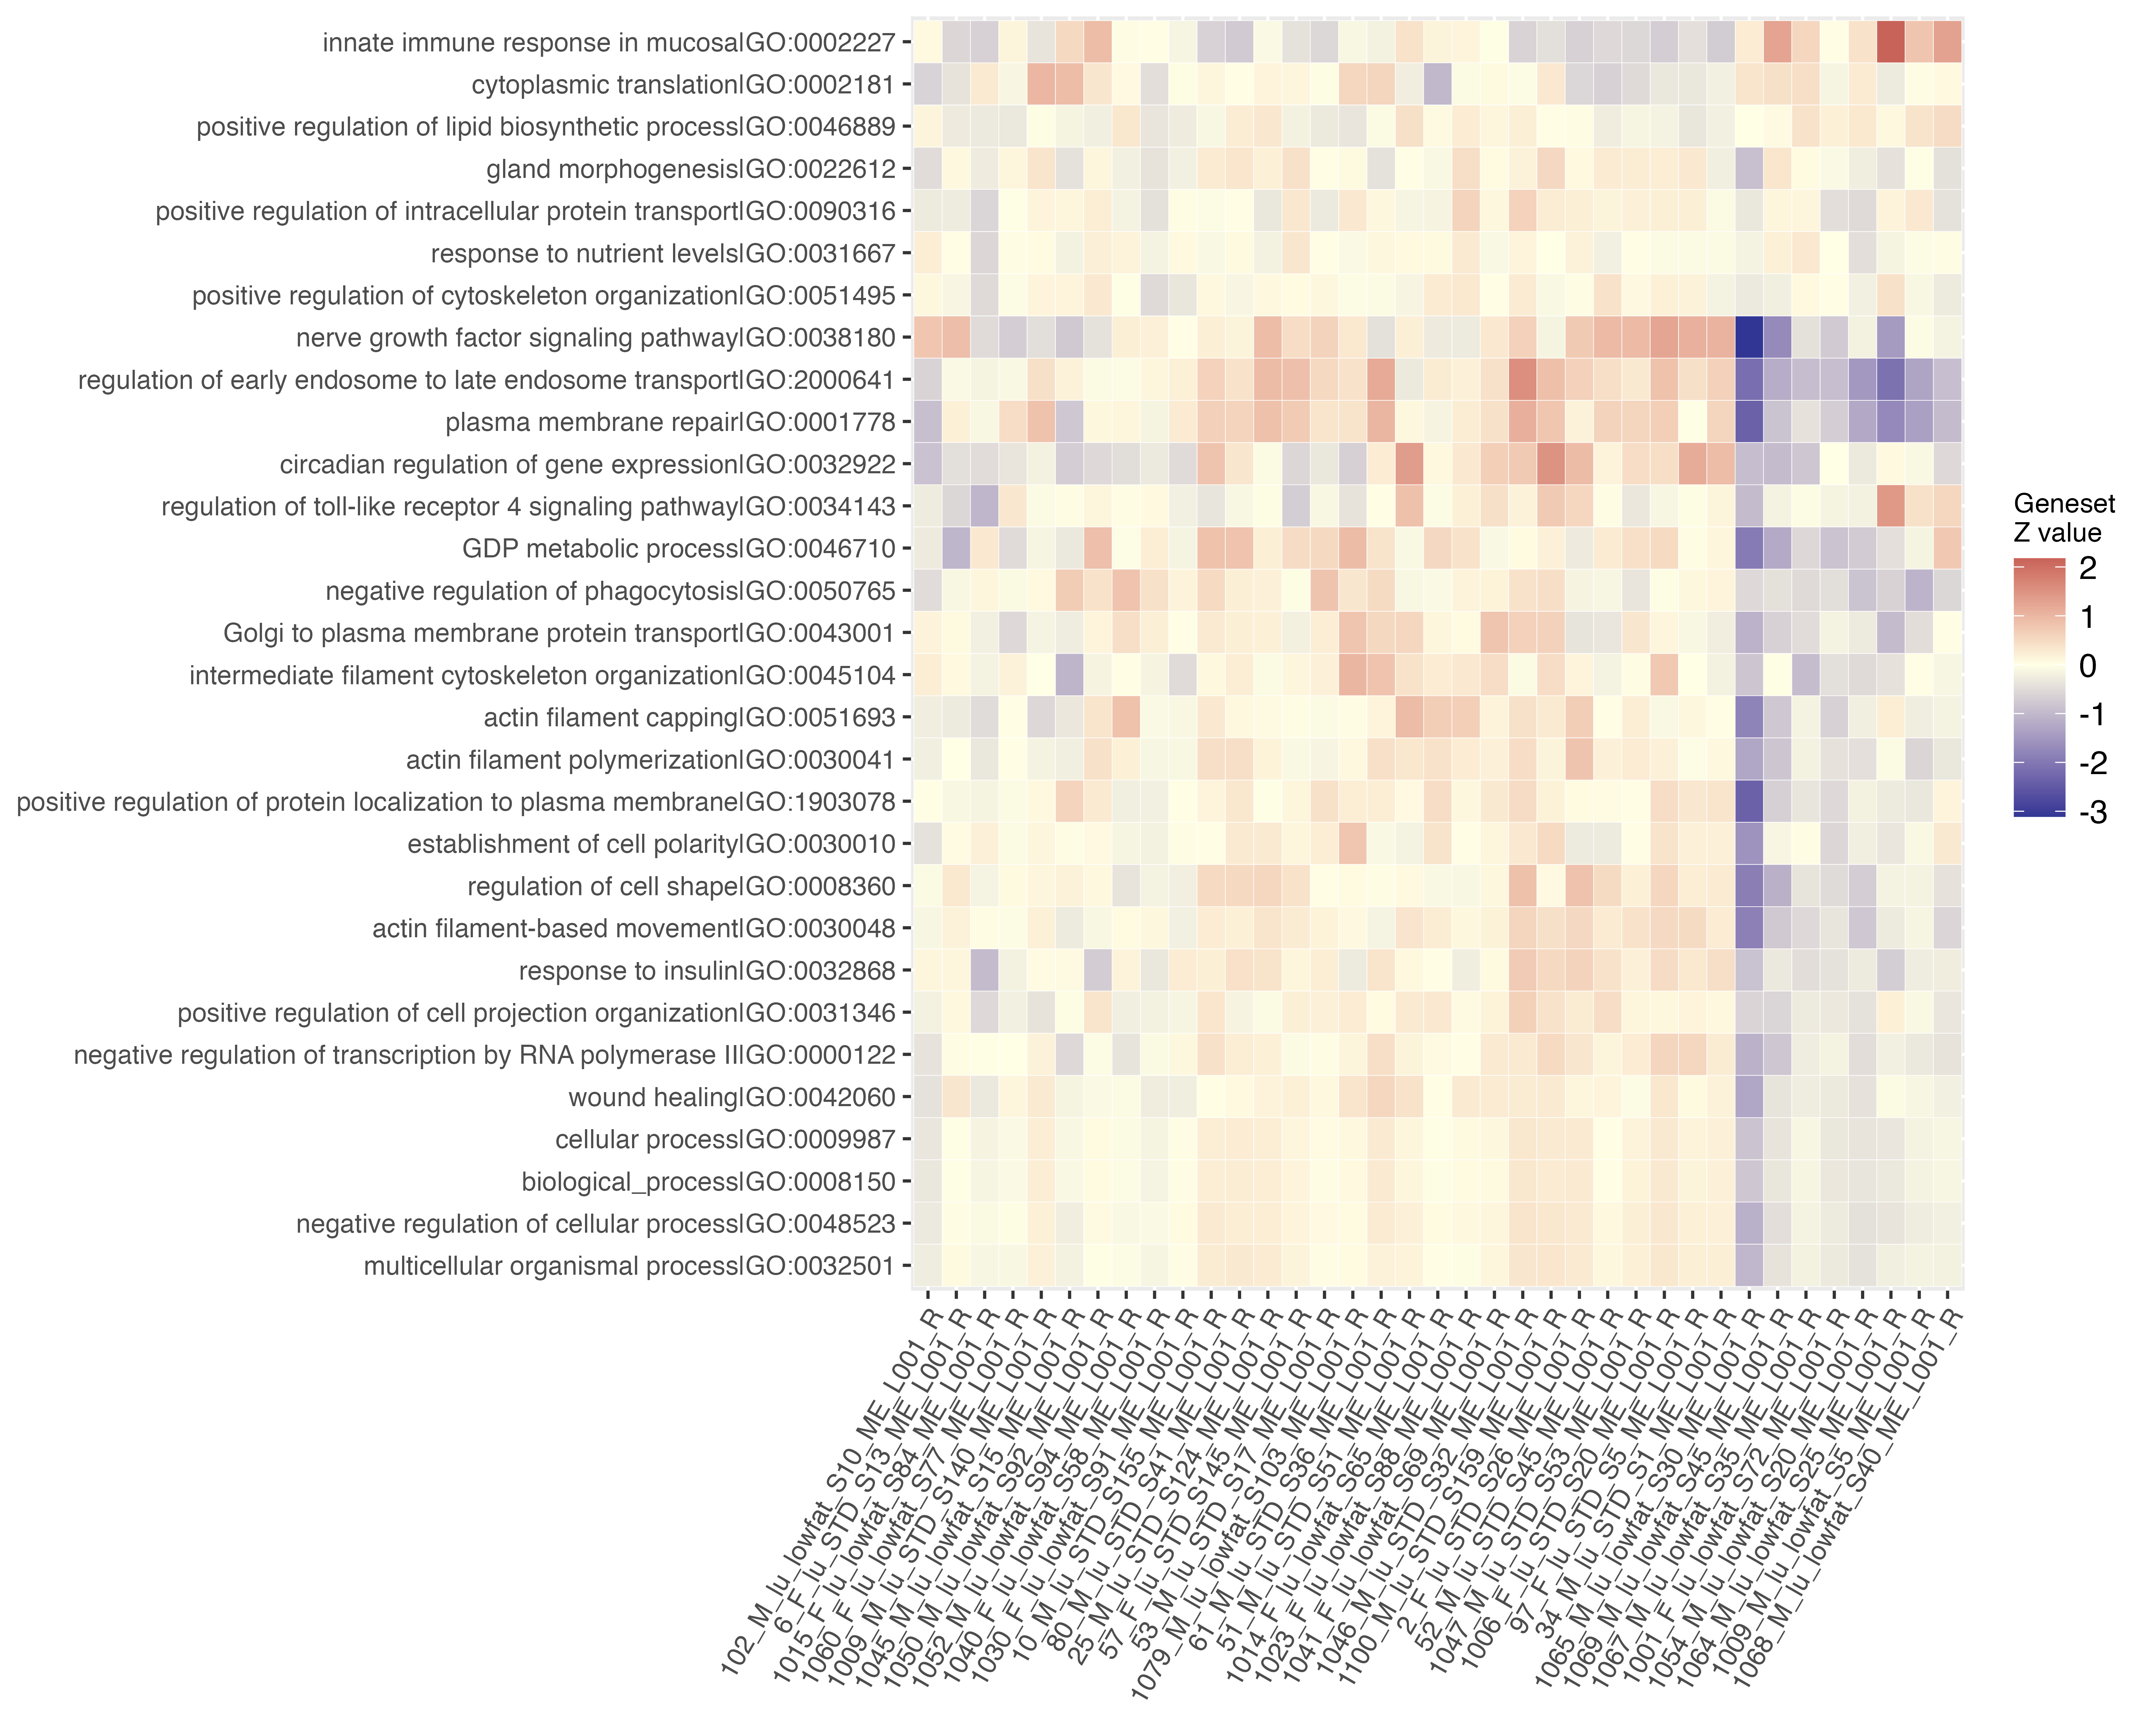 innate immune response in mucosa|GO:0002227
cytoplasmic translation|GO:0002181
positive regulation of lipid biosynthetic process|GO:0046889
gland morphogenesis|GO:0022612
positive regulation of intracellular protein transport|GO:0090316
response to nutrient levels|GO:0031667
positive regulation of cytoskeleton organization|GO:0051495
nerve growth factor signaling pathway|GO:0038180
regulation of early endosome to late endosome transport|GO:2000641
plasma membrane repair|GO:0001778
circadian regulation of gene expression|GO:0032922
regulation of toll-like receptor 4 signaling pathway|GO:0034143
GDP metabolic process|GO:0046710
negative regulation of phagocytosis|GO:0050765
Golgi to plasma membrane protein transport|GO:0043001
intermediate filament cytoskeleton organization|GO:0045104
actin filament capping|GO:0051693
actin filament polymerization|GO:0030041
positive regulation of protein localization to plasma membrane|GO:1903078
establishment of cell polarity|GO:0030010
regulation of cell shape|GO:0008360
actin filament-based movement|GO:0030048
response to insulin|GO:0032868
positive regulation of cell projection organization|GO:0031346
negative regulation of transcription by RNA polymerase II|GO:0000122
wound healing|GO:0042060
cellular process|GO:0009987
biological_process|GO:0008150
negative regulation of cellular process|GO:0048523
multicellular organismal process|GO:0032501
102_M_lu_lowfat_S10_ME_L001_R
6_F_lu_STD_S13_ME_L001_R
1015_F_lu_lowfat_S84_ME_L001_R
1060_F_lu_lowfat_S77_ME_L001_R
1009_M_lu_STD_S140_ME_L001_R
1045_M_lu_lowfat_S15_ME_L001_R
1050_M_lu_lowfat_S92_ME_L001_R
1052_M_lu_lowfat_S94_ME_L001_R
1040_F_lu_lowfat_S58_ME_L001_R
1030_F_lu_lowfat_S91_ME_L001_R
10_M_lu_STD_S155_ME_L001_R
80_M_lu_STD_S41_ME_L001_R
25_M_lu_STD_S124_ME_L001_R
57_F_lu_STD_S145_ME_L001_R
53_M_lu_STD_S17_ME_L001_R
1079_M_lu_lowfat_S103_ME_L001_R
61_M_lu_STD_S36_ME_L001_R
51_M_lu_STD_S51_ME_L001_R
1014_F_lu_lowfat_S65_ME_L001_R
1023_F_lu_lowfat_S88_ME_L001_R
1041_F_lu_lowfat_S69_ME_L001_R
1046_M_lu_STD_S32_ME_L001_R
1100_M_lu_STD_S159_ME_L001_R
2_F_lu_STD_S26_ME_L001_R
52_M_lu_STD_S45_ME_L001_R
1047_M_lu_STD_S53_ME_L001_R
1006_F_lu_STD_S20_ME_L001_R
97_F_lu_STD_S5_ME_L001_R
34_M_lu_STD_S1_ME_L001_R
1065_M_lu_lowfat_S30_ME_L001_R
1069_M_lu_lowfat_S45_ME_L001_R
1067_M_lu_lowfat_S35_ME_L001_R
1001_F_lu_lowfat_S72_ME_L001_R
1054_M_lu_lowfat_S20_ME_L001_R
1064_M_lu_lowfat_S25_ME_L001_R
1009_M_lu_lowfat_S5_ME_L001_R
1068_M_lu_lowfat_S40_ME_L001_R
Geneset
Z value
2
1
0
-1
-2
-3